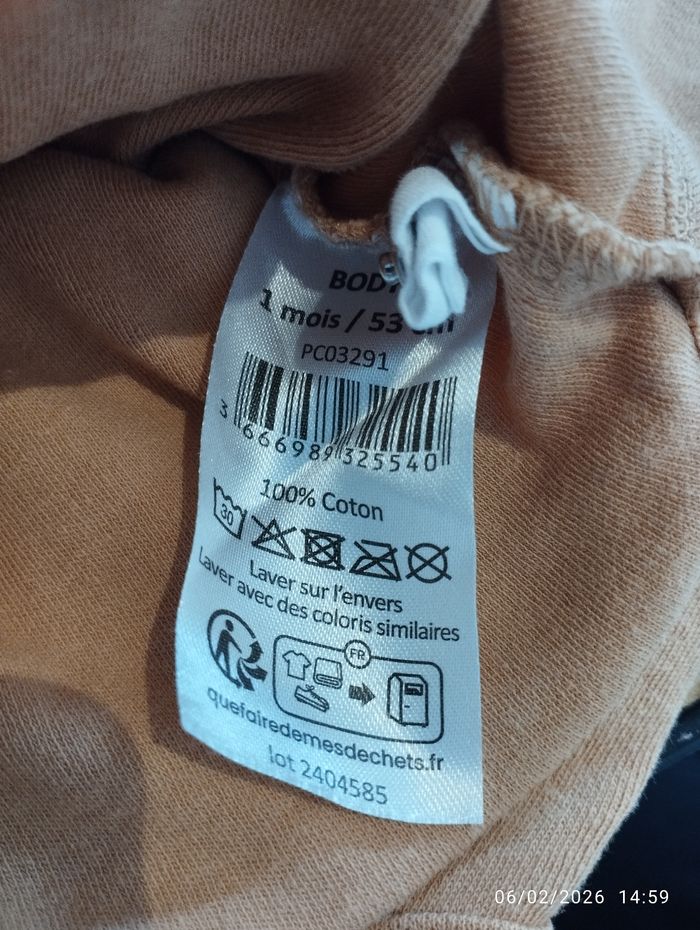 BODY
1 mois / 53 cm
PC03291
3 666989 325540
100% Coton
30
Laver sur l'envers
Laver avec des coloris similaires
FR
quefairedemesdechets.fr
lot 2404585
06/02/2026 14:59